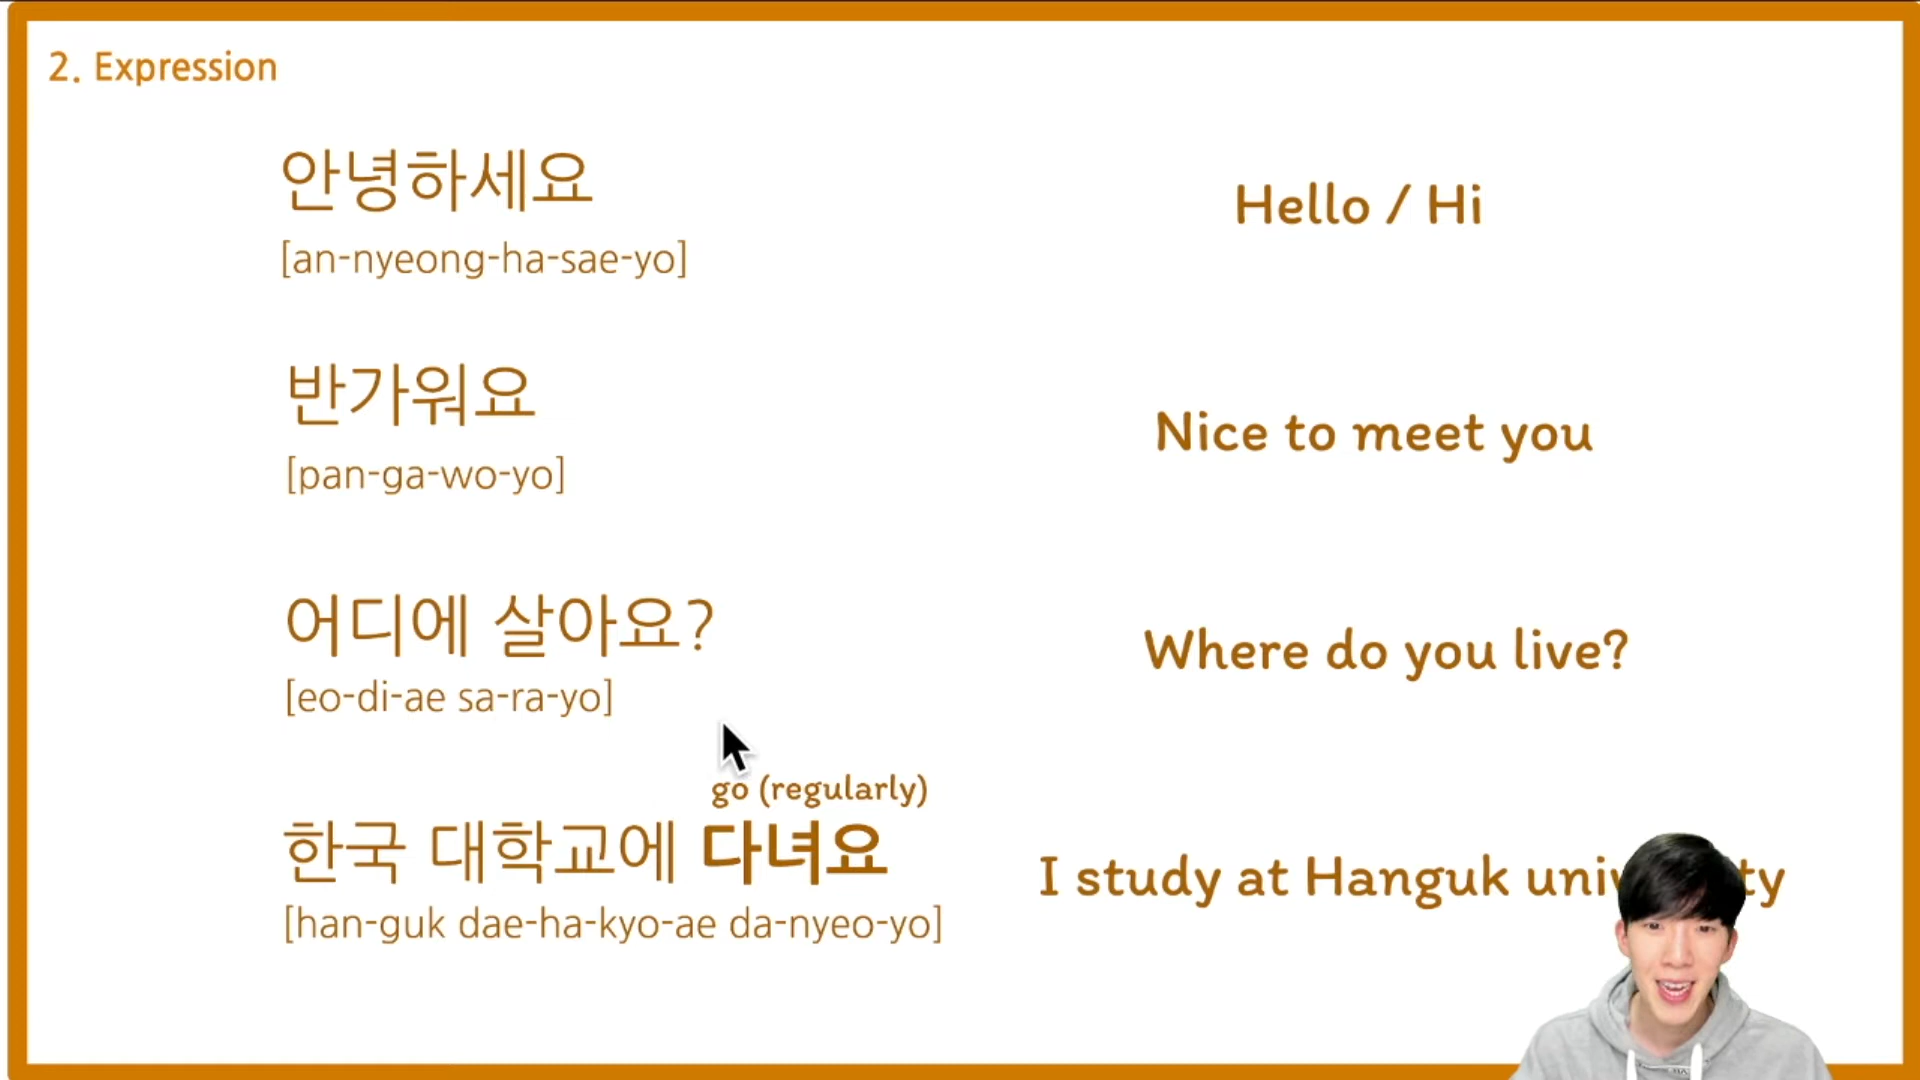 2. Expression
안녕하세요
[an-nyeong-ha-sae-yo]
Hello / Hi
반가워요
[pan-ga-wo-yo]
Nice to meet you
어디에 살아요?
[eo-di-ae sa-ra-yo]
Where do you live?
go (regularly)
한국 대학교에 다녀요
[han-guk dae-ha-kyo-ae da-nyeo-yo]
I study at Hanguk